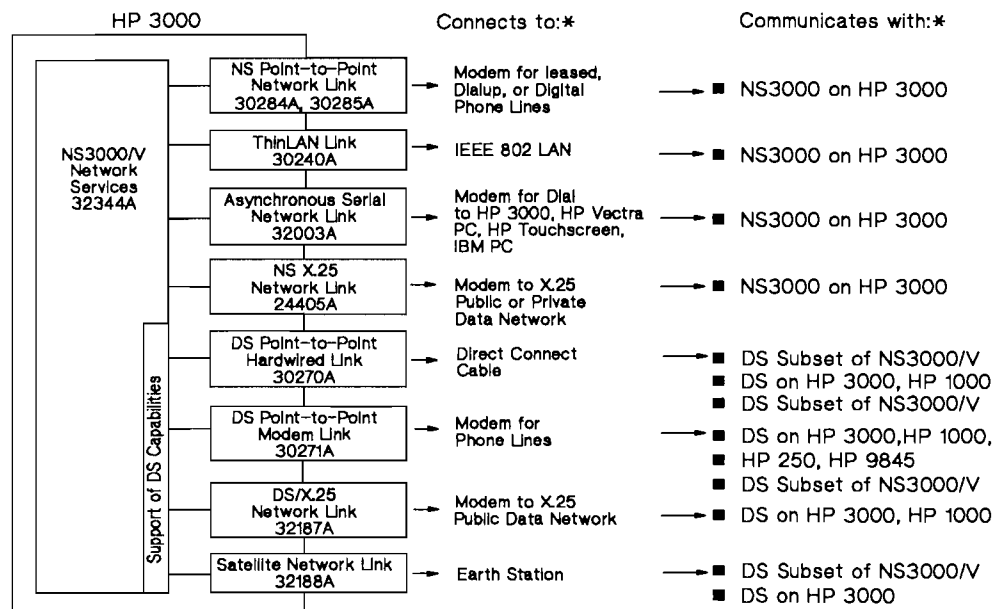 HP 3000
Connects to:*
Communicates with:*
NS3000/V
Network
Services
32344A
Support of DS Capabilities
NS Point-to-Point
Network Link
30284A, 30285A
Modem for leased,
Dialup, or Digital
Phone Lines
■ NS3000 on HP 3000
ThinLAN Link
30240A
IEEE 802 LAN
■ NS3000 on HP 3000
Asynchronous Serial
Network Link
32003A
Modem for Dial
to HP 3000, HP Vectra
PC, HP Touchscreen,
IBM PC
■ NS3000 on HP 3000
NS X.25
Network Link
24405A
Modem to X.25
Public or Private
Data Network
■ NS3000 on HP 3000
DS Point-to-Point
Hardwired Link
30270A
Direct Connect
Cable
■ DS Subset of NS3000/V
■ DS on HP 3000, HP 1000
■ DS Subset of NS3000/V
DS Point-to-Point
Modem Link
30271A
Modem for
Phone Lines
■ DS on HP 3000,HP 1000,
■ HP 250, HP 9845
■ DS Subset of NS3000/V
DS/X.25
Network Link
32187A
Modem to X.25
Public Data Network
■ DS on HP 3000, HP 1000
Satellite Network Link
32188A
Earth Station
■ DS Subset of NS3000/V
■ DS on HP 3000